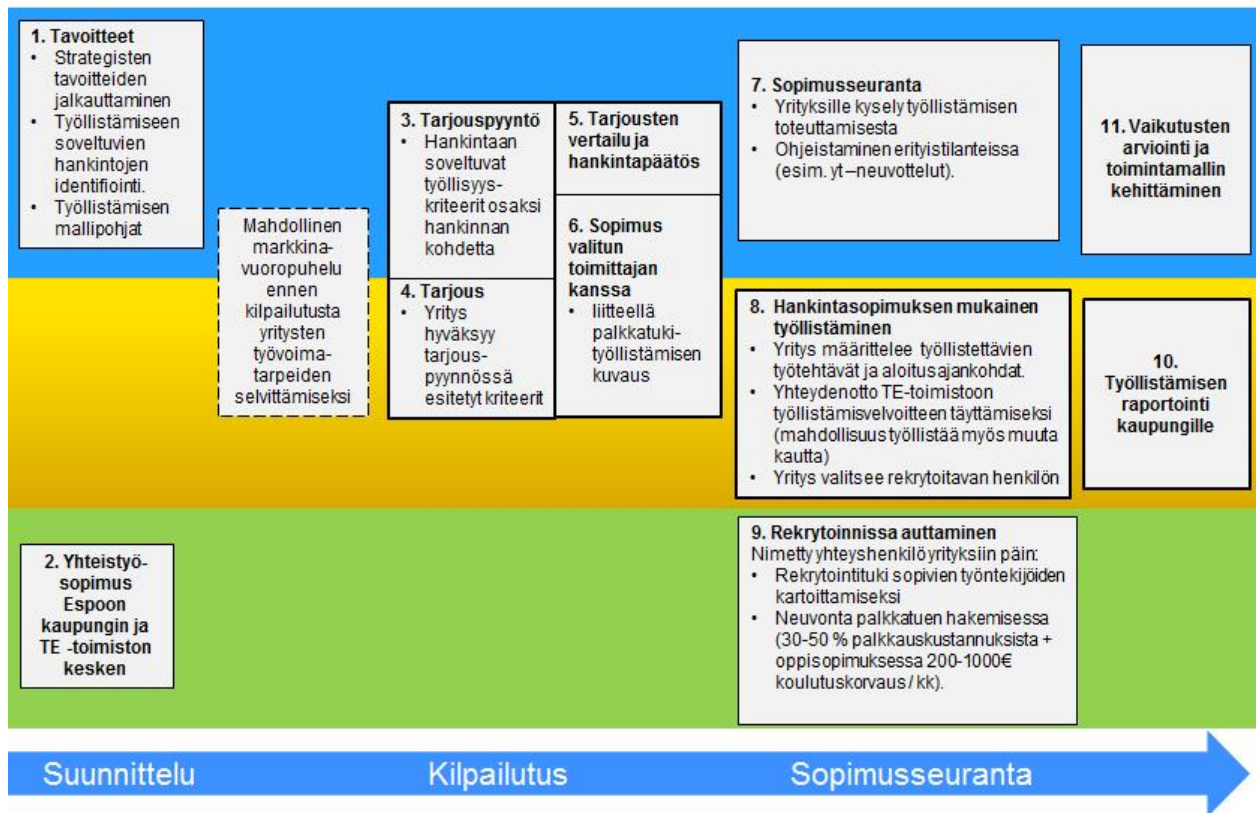 1. Tavoitteet
• Strategisten
tavoitteiden
jalkauttaminen
• Työllistämiseen
soveltuvien
hankintojen
identifiointi.
• Työllistämisen
mallipohjat
Mahdollinen
markkina-
vuoropuhelu
ennen
kilpailutusta
yritysten
työvoima-
tarpeiden
selvittämiseksi
2. Yhteistyö-
sopimus
Espoon
kaupungin ja
TE -toimiston
kesken
3. Tarjouspyyntö
• Hankintaan
soveltuvat
työllisyys-
kriteerit osaksi
hankinnan
kohdetta
4. Tarjous
• Yritys
hyväksyy
tarjous-
pyynnössä
esitetyt kriteerit
5. Tarjousten
vertailu ja
hankintapäätös
6. Sopimus
valitun
toimittajan
kanssa
• liitteellä
palkkatuki-
työllistämisen
kuvaus
7. Sopimusseuranta
• Yrityksille kysely työllistämisen
toteuttamisesta
• Ohjeistaminen erityistilanteissa
(esim. yt –neuvottelut).
8. Hankintasopimuksen mukainen
työllistäminen
• Yritys määrittelee työllistettävien
työtehtävät ja aloitusajankohdat.
• Yhteydenotto TE-toimistoon
työllistämisvelvoitteen täyttämiseksi
(mahdollisuus työllistää myös muuta
kautta)
• Yritys valitsee rekrytoitavan henkilön
9. Rekrytoinnissa auttaminen
Nimetty yhteyshenkilö yrityksiin päin:
• Rekrytointituki sopivien työntekijöiden
kartoittamiseksi
• Neuvonta palkkatuen hakemisessa
(30-50 % palkkauskustannuksista +
oppisopimuksessa 200-1000€
koulutuskorvaus / kk).
10.
Työllistämisen
raportointi
kaupungille
11. Vaikutusten
arviointi ja
toimintamallin
kehittäminen
Suunnittelu
Kilpailutus
Sopimusseuranta